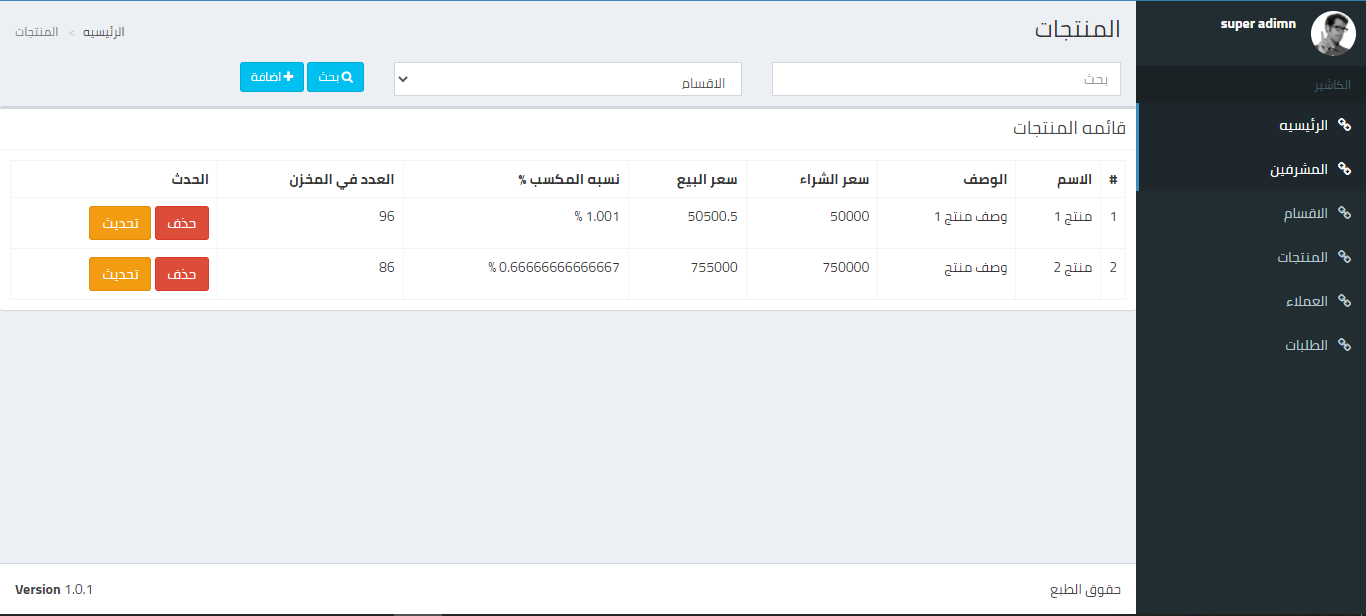 super adimn
الكاشير
الرئيسيه
المشرفين
الاقسام
المنتجات
العملاء
الطلبات
المنتجات
الرئيسيه > المنتجات
بحث
الاقسام
بحث
اضافة
قائمه المنتجات
# الاسم الوصف سعر الشراء سعر البيع نسبه المكسب % العدد في المخزن الحدث
1 منتج 1 وصف منتج 1 50000 50500.5 1.001 % 96 حذف تحديث
2 منتج 2 وصف منتج 750000 755000 0.66666666666667 % 86 حذف تحديث
حقوق الطبع
Version 1.0.1